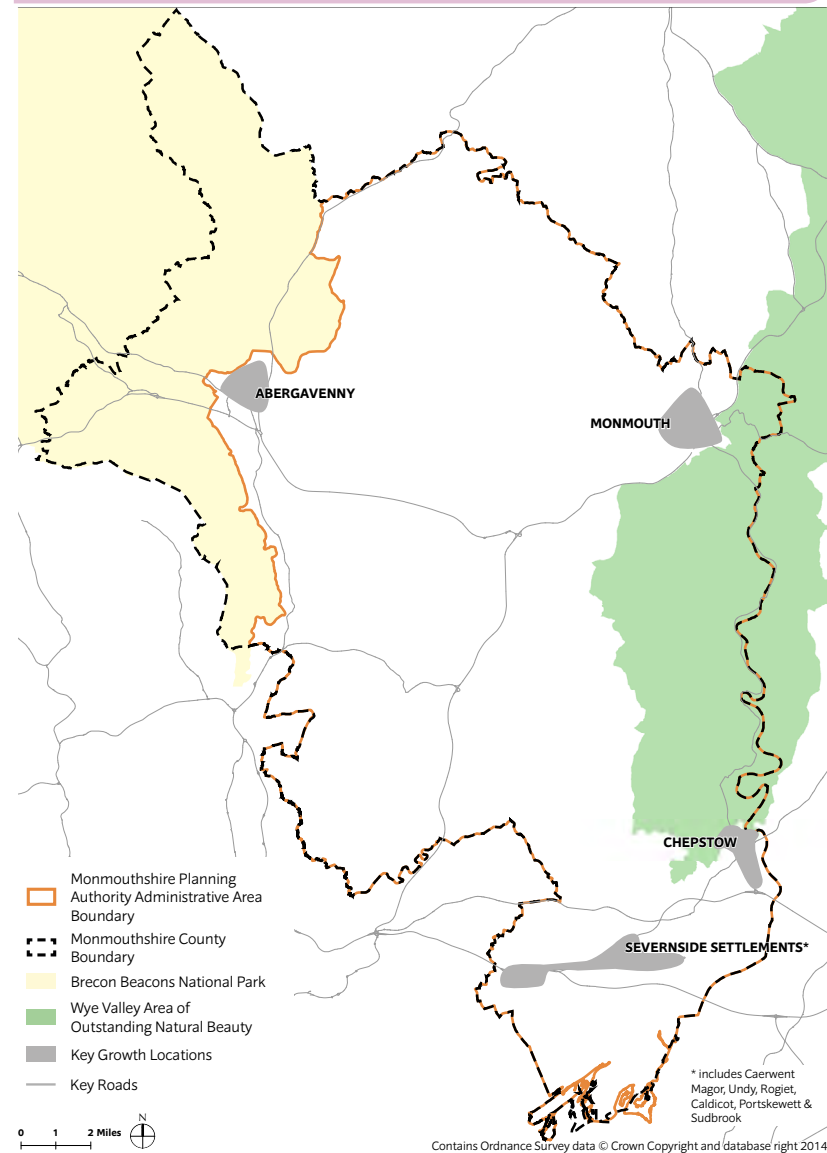 ABERGAVENNY
MONMOUTH
CHEPSTOW
SEVERNSIDE SETTLEMENTS*
Monmouthshire Planning
Authority Administrative Area
Boundary
Monmouthshire County
Boundary
Brecon Beacons National Park
Wye Valley Area of
Outstanding Natural Beauty
Key Growth Locations
Key Roads
* includes Caerwent
Magor, Undy, Rogiet,
Caldicot, Portskewett &
Sudbrook
N
0 1 2 Miles
Contains Ordnance Survey data © Crown Copyright and database right 2014